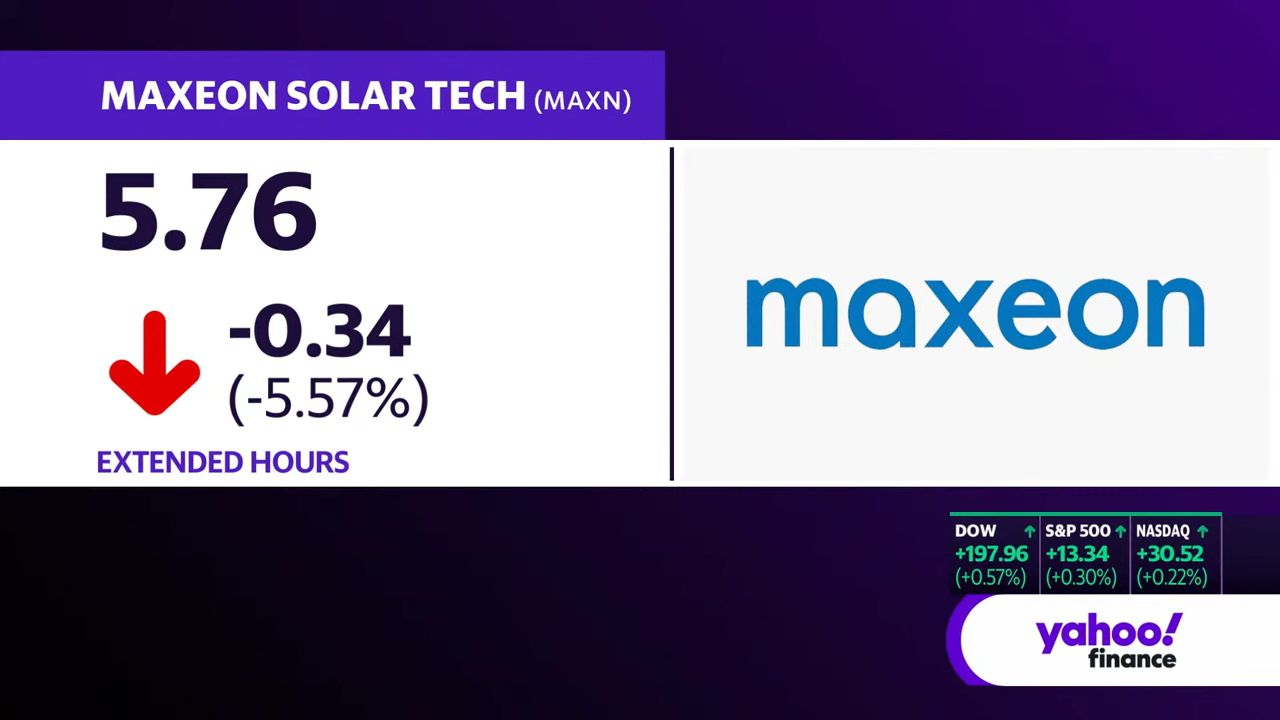 MAXEON SOLAR TECH (MAXN)
5.76
-0.34
(-5.57%)
EXTENDED HOURS
maxeon
DOW S&P 500 NASDAQ
+197.96 +13.34 +30.52
(+0.57%) (+0.30%) (+0.22%)
yahoo!
finance